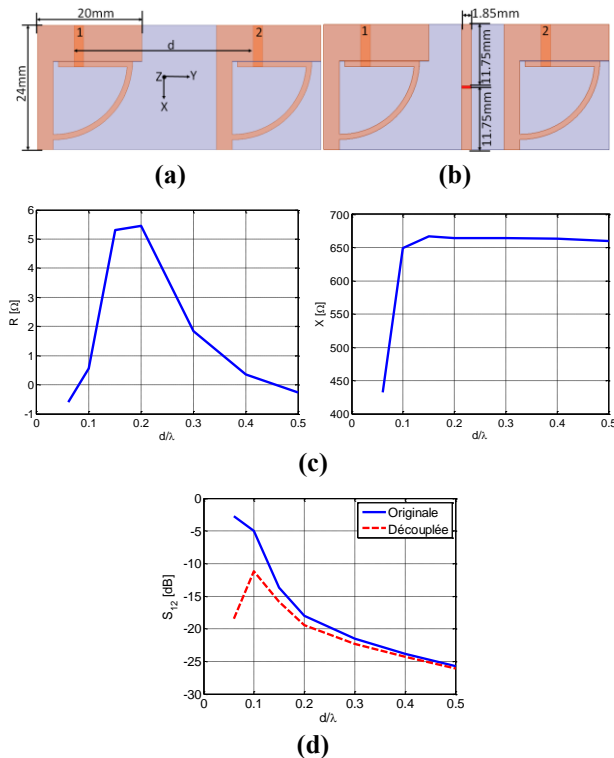 20mm
1
d
2
24mm
Z
Y
X
(a)
1.85mm
1
2
11.75mm
11.75mm
(b)
6
5
4
3
2
1
0
-1
R [Ω]
0 0.1 0.2 0.3 0.4 0.5
d/λ
700
650
600
550
500
450
400
X [Ω]
0 0.1 0.2 0.3 0.4 0.5
d/λ
(c)
0
-5
-10
-15
-20
-25
-30
S12 [dB]
Originale
Découplée
0 0.1 0.2 0.3 0.4 0.5
d/λ
(d)